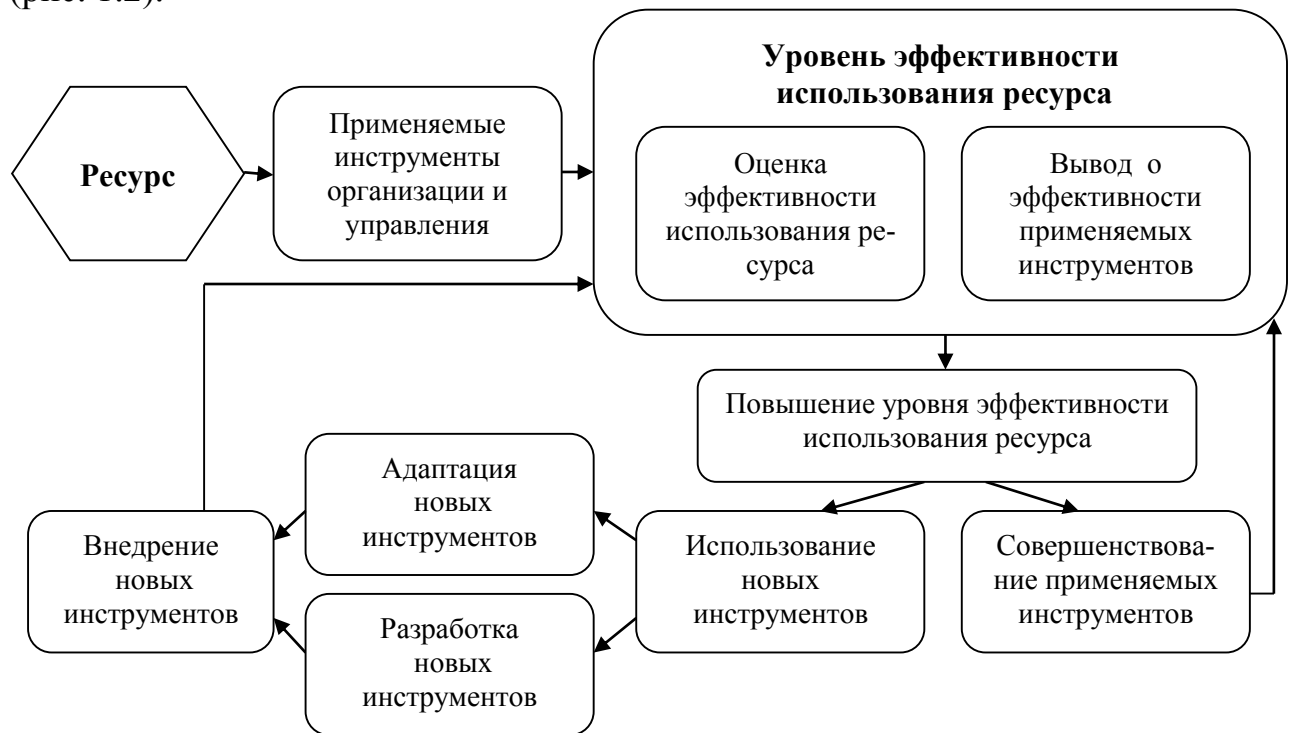 (рис. 1.2).
Уровень эффективности
использования ресурса
Ресурс
Применяемые
инструменты
организации и
управления
Оценка
эффективности
использования ре-
сурса
Вывод о
эффективности
применяемых
инструментов
Повышение уровня эффективности
использования ресурса
Адаптация
новых
инструментов
Внедрение
новых
инструментов
Использование
новых
инструментов
Совершенствова-
ние применяемых
инструментов
Разработка
новых
инструментов